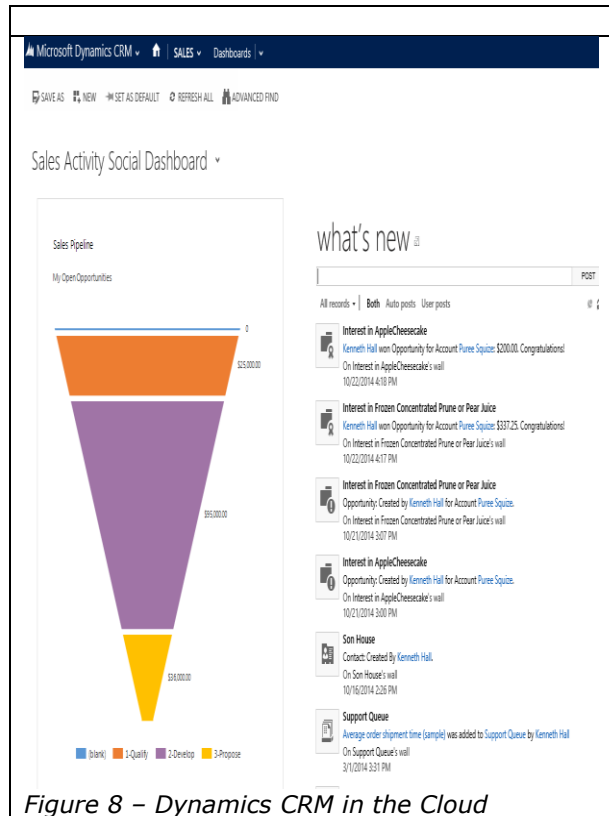 Microsoft Dynamics CRM SALES Dashboards
SAVE AS NEW SET AS DEFAULT REFRESH ALL ADVANCED FIND
Sales Activity Social Dashboard
Sales Pipeline
My Open Opportunities
0
$25,000.00
$95,000.00
$36,000.00
(blank) 1-Qualify 2-Develop 3-Propose
what's new
POST
All records Both Auto posts User posts
Interest in AppleCheesecake
Kenneth Hall won Opportunity for Account Puree Squize: $200.00. Congratulations!
On Interest in AppleCheesecake's wall
10/22/2014 4:18 PM
Interest in Frozen Concentrated Prune or Pear Juice
Kenneth Hall won Opportunity for Account Puree Squize: $337.25. Congratulations!
On Interest in Frozen Concentrated Prune or Pear Juice's wall
10/22/2014 4:17 PM
Interest in Frozen Concentrated Prune or Pear Juice
Opportunity: Created by Kenneth Hall for Account Puree Squize.
On Interest in Frozen Concentrated Prune or Pear Juice's wall
10/21/2014 3:07 PM
Interest in AppleCheesecake
Opportunity: Created by Kenneth Hall for Account Puree Squize.
On Interest in AppleCheesecake's wall
10/21/2014 3:00 PM
Son House
Contact: Created By Kenneth Hall.
On Son House's wall
10/16/2014 2:26 PM
Support Queue
Average order shipment time (sample) was added to Support Queue by Kenneth Hall
On Support Queue's wall
3/1/2014 3:31 PM
Figure 8 – Dynamics CRM in the Cloud